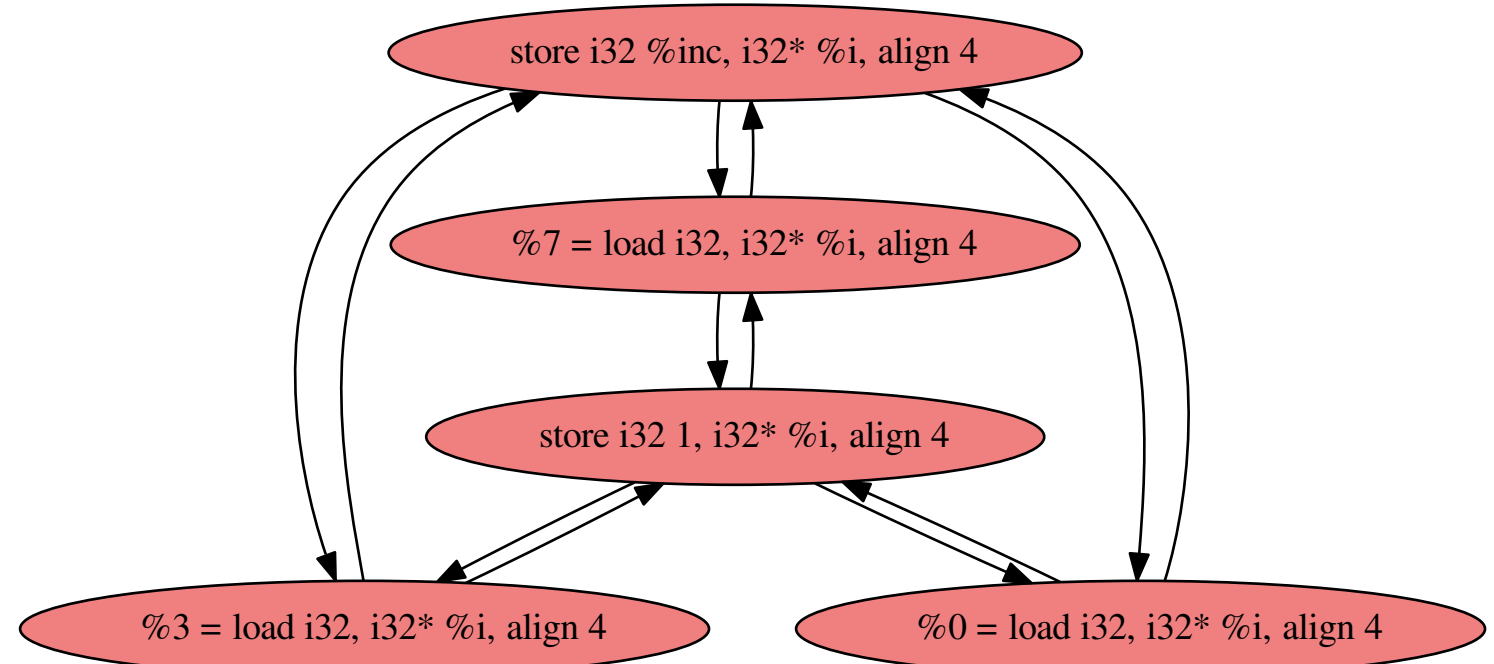 store i32 %inc, i32* %i, align 4
%7 = load i32, i32* %i, align 4
store i32 1, i32* %i, align 4
%3 = load i32, i32* %i, align 4
%0 = load i32, i32* %i, align 4